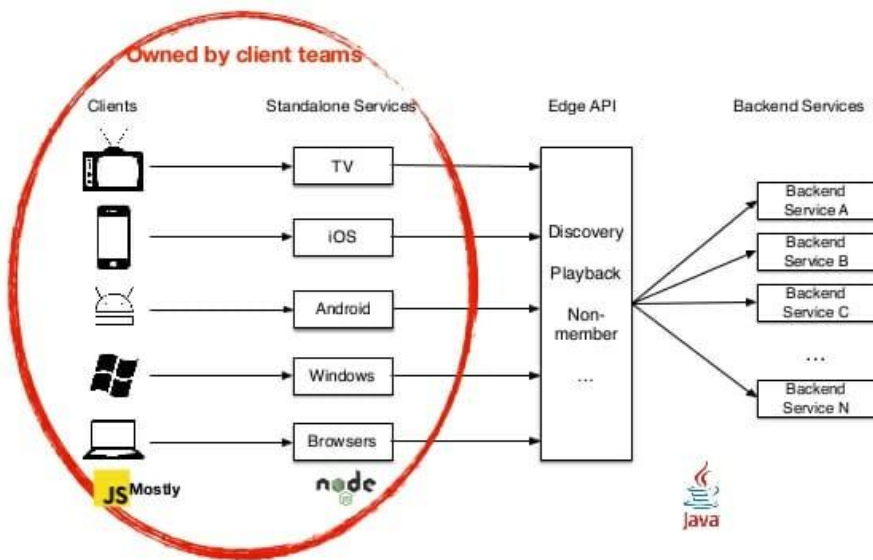 Owned by client teams
Clients
Standalone Services
Edge API
Backend Services
TV
iOS
Android
Windows
Browsers
Discovery
Playback
Non-
member
...
Backend
Service A
Backend
Service B
Backend
Service C
...
Backend
Service N
JS Mostly
node
JS
Java